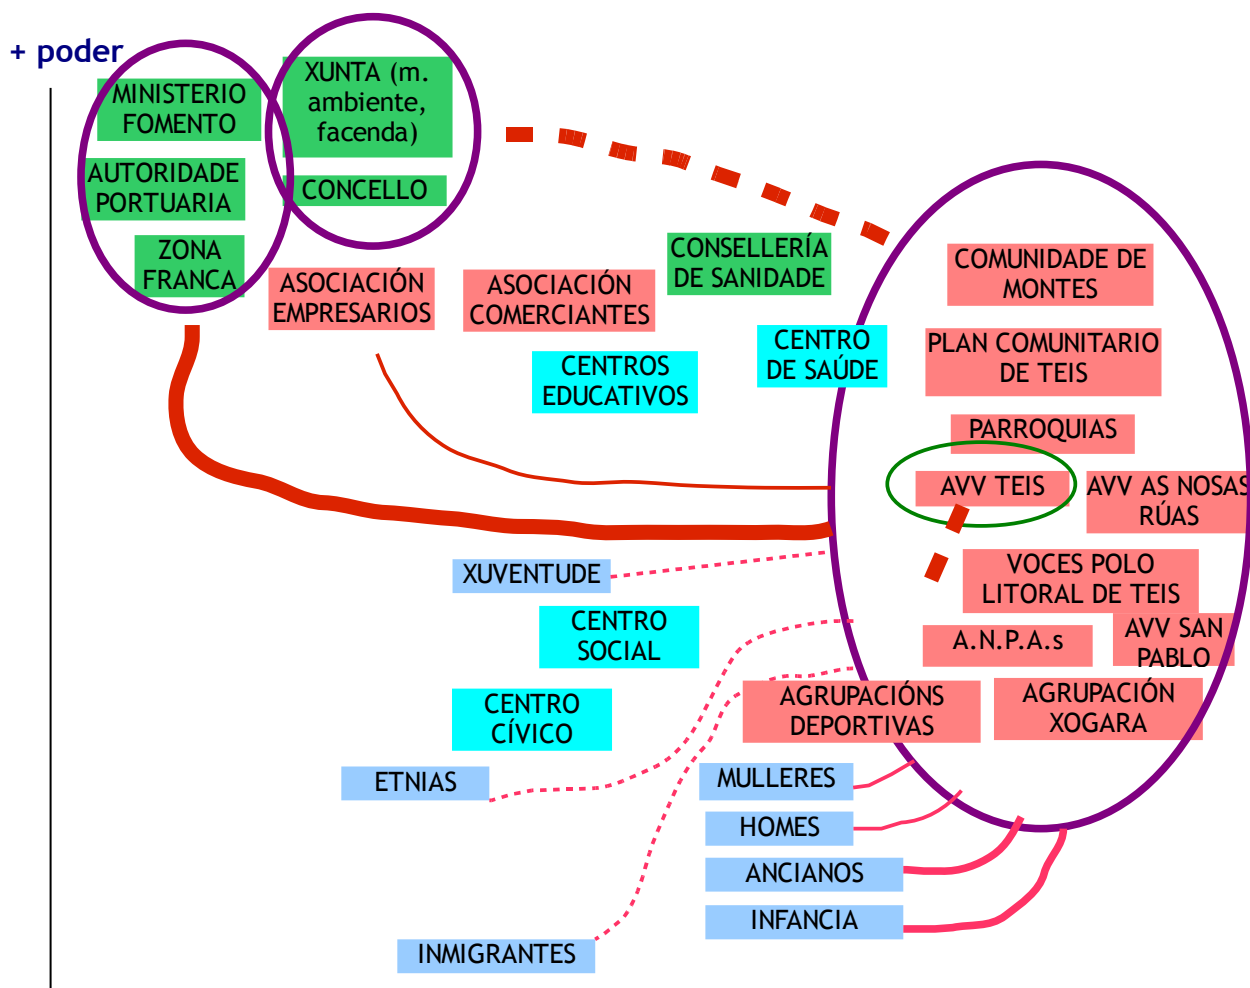 + poder
MINISTERIO
FOMENTO
XUNTA (m.
ambiente,
facenda)
AUTORIDADE
PORTUARIA
CONCELLO
ZONA
FRANCA
ASOCIACIÓN
EMPRESARIOS
ASOCIACIÓN
COMERCIANTES
CONSELLERÍA
DE SANIDADE
COMUNIDADE DE
MONTES
CENTROS
EDUCATIVOS
CENTRO
DE SAÚDE
PLAN COMUNITARIO
DE TEIS
PARROQUIAS
AVV TEIS
AVV AS NOSAS
RÚAS
XUVENTUDE
VOCES POLO
LITORAL DE TEIS
CENTRO
SOCIAL
A.N.P.A.s
AVV SAN
PABLO
CENTRO
CÍVICO
AGRUPACIÓNS
DEPORTIVAS
AGRUPACIÓN
XOGARA
ETNIAS
MULLERES
HOMES
ANCIANOS
INFANCIA
INMIGRANTES